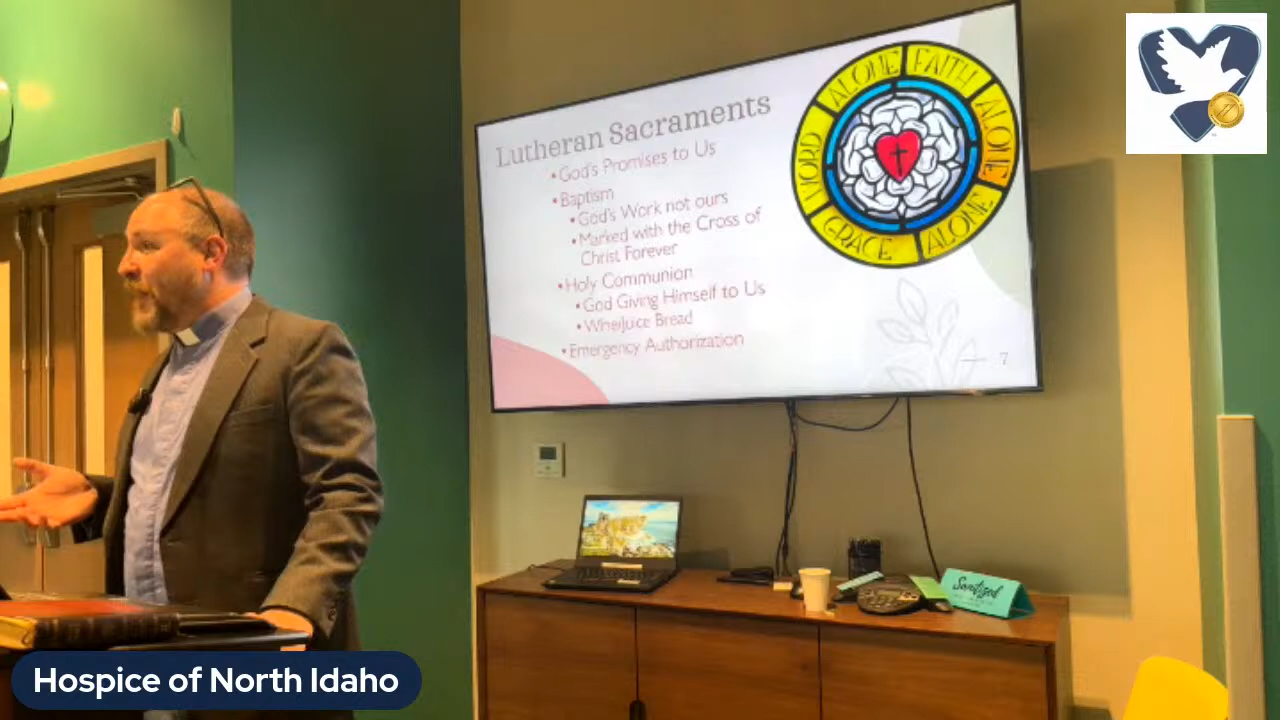 Lutheran Sacraments
•God's Promises to Us
•Baptism
•God's Work not ours
•Marked with the Cross of
Christ Forever
•Holy Communion
•God Giving Himself to Us
•Wine/Juice Bread
•Emergency Authorization
7
WORD ALONE FAITH ALONE
GRACE ALONE
Sanitized
Hospice of North Idaho